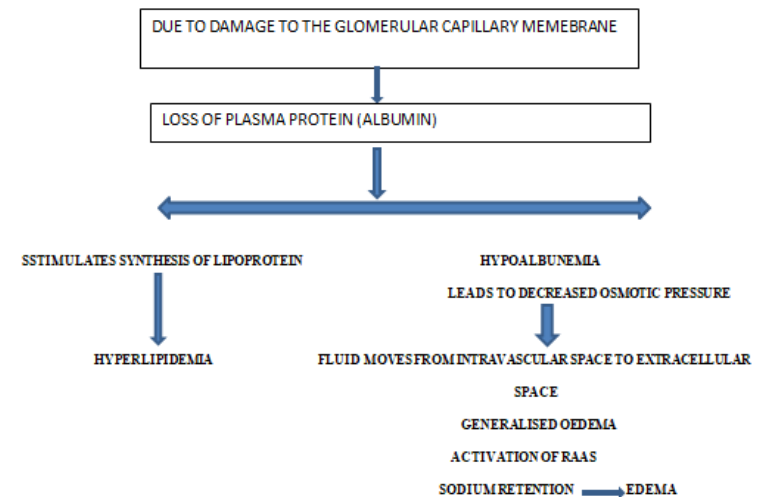 DUE TO DAMAGE TO THE GLOMERULAR CAPILLARY MEMEBRANE
LOSS OF PLASMA PROTEIN (ALBUMIN)
SSTIMULATES SYNTHESIS OF LIPOPROTEIN
HYPERLIPIDEMIA
HYPOALBUNEMIA
LEADS TO DECREASED OSMOTIC PRESSURE
FLUID MOVES FROM INTRAVASCULAR SPACE TO EXTRACELLULAR
SPACE
GENERALISED OEDEMA
ACTIVATION OF RAAS
SODIUM RETENTION EDEMA